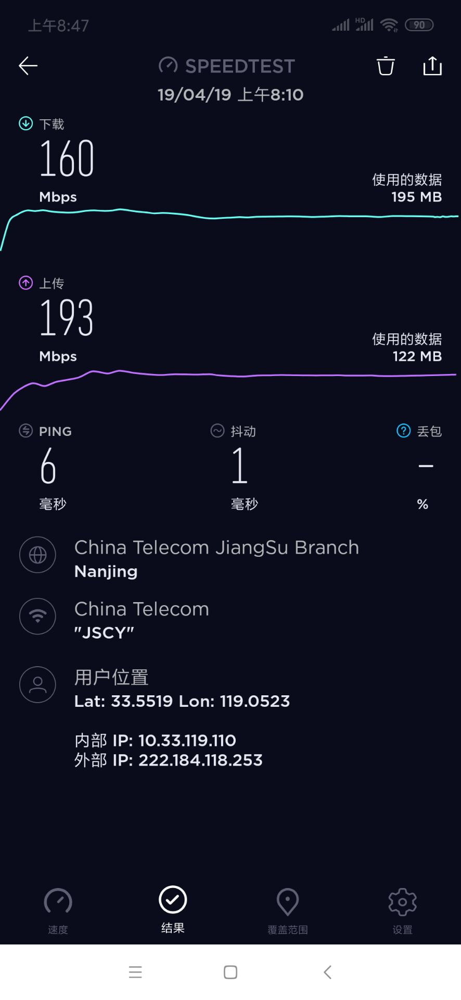 上午8:47
HD
90
SPEEDTEST
19/04/19 上午8:10
下载
160
Mbps
使用的数据
195 MB
上传
193
Mbps
使用的数据
122 MB
PING
抖动
? 丢包
6
1
–
毫秒
毫秒
%
China Telecom JiangSu Branch
Nanjing
China Telecom
"JSCY"
用户位置
Lat: 33.5519 Lon: 119.0523
内部 IP: 10.33.119.110
外部 IP: 222.184.118.253
速度
结果
覆盖范围
设置